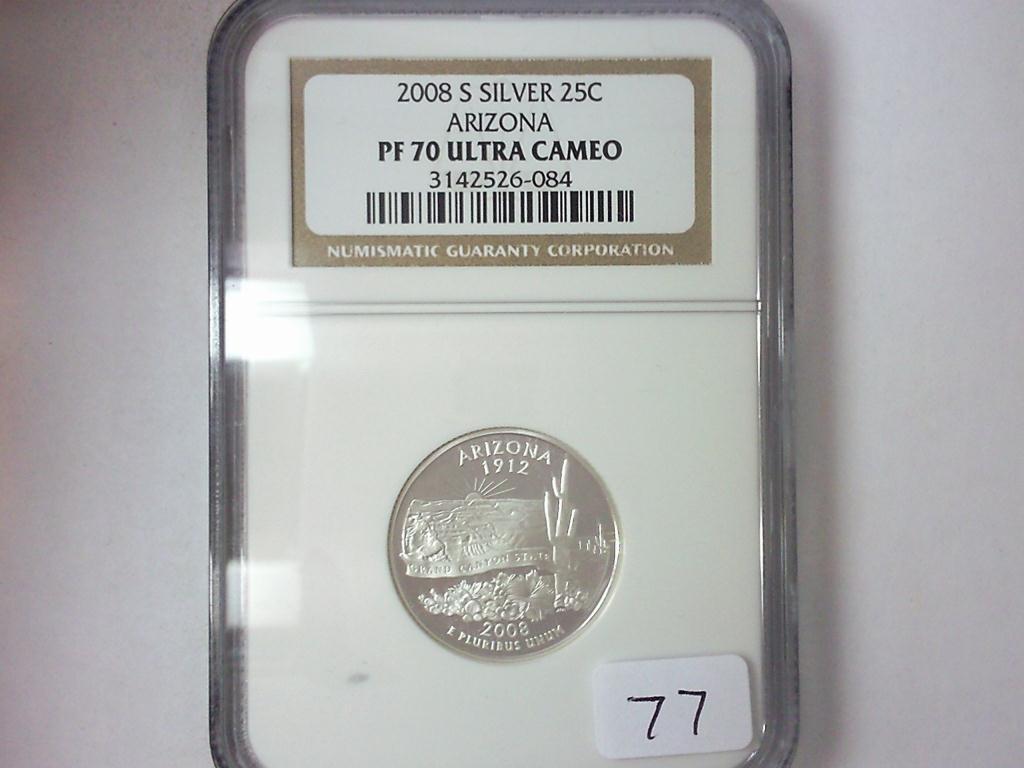 2008 S SILVER 25C
ARIZONA
PF 70 ULTRA CAMEO
3142526-084
NUMISMATIC GUARANTY CORPORATION
ARIZONA
1912
GRAND CANYON STATE
2008
E PLURIBUS UNUM
77